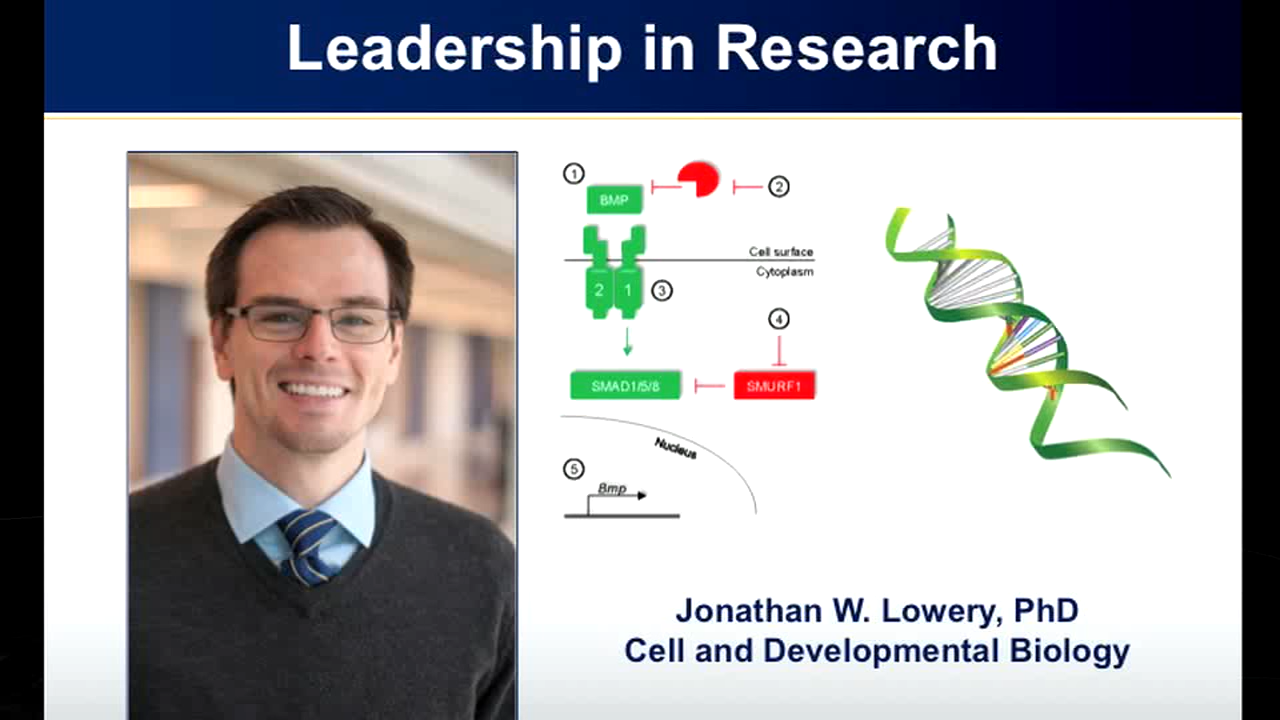 Leadership in Research
①
②
BMP
Cell surface
Cytoplasm
2 1
③
④
SMAD1/5/8
SMURF1
Nucleus
⑤
Bmp
Jonathan W. Lowery, PhD
Cell and Developmental Biology